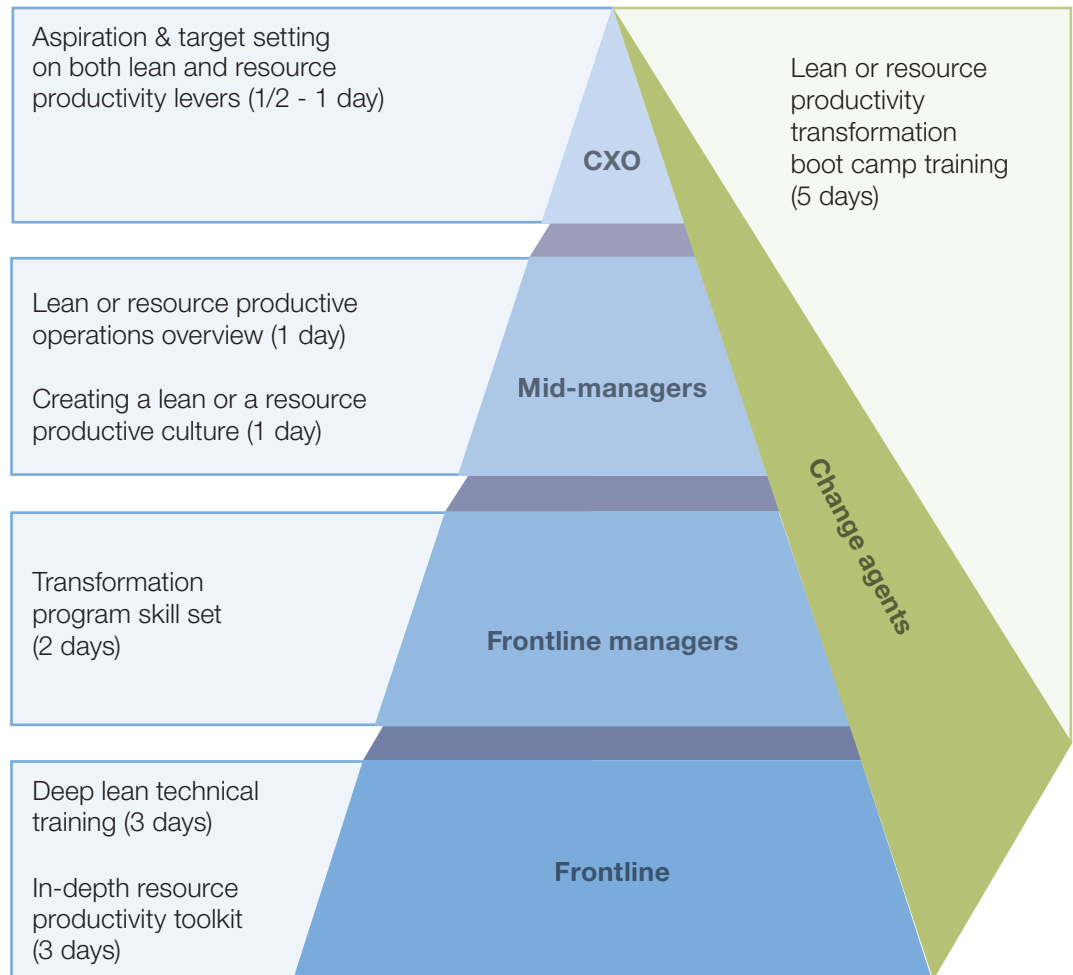 Aspiration & target setting
on both lean and resource
productivity levers (1/2 - 1 day)
CXO
Lean or resource
productivity
transformation
boot camp training
(5 days)
Lean or resource productive
operations overview (1 day)
Creating a lean or a resource
productive culture (1 day)
Mid-managers
Change agents
Transformation
program skill set
(2 days)
Frontline managers
Deep lean technical
training (3 days)
In-depth resource
productivity toolkit
(3 days)
Frontline